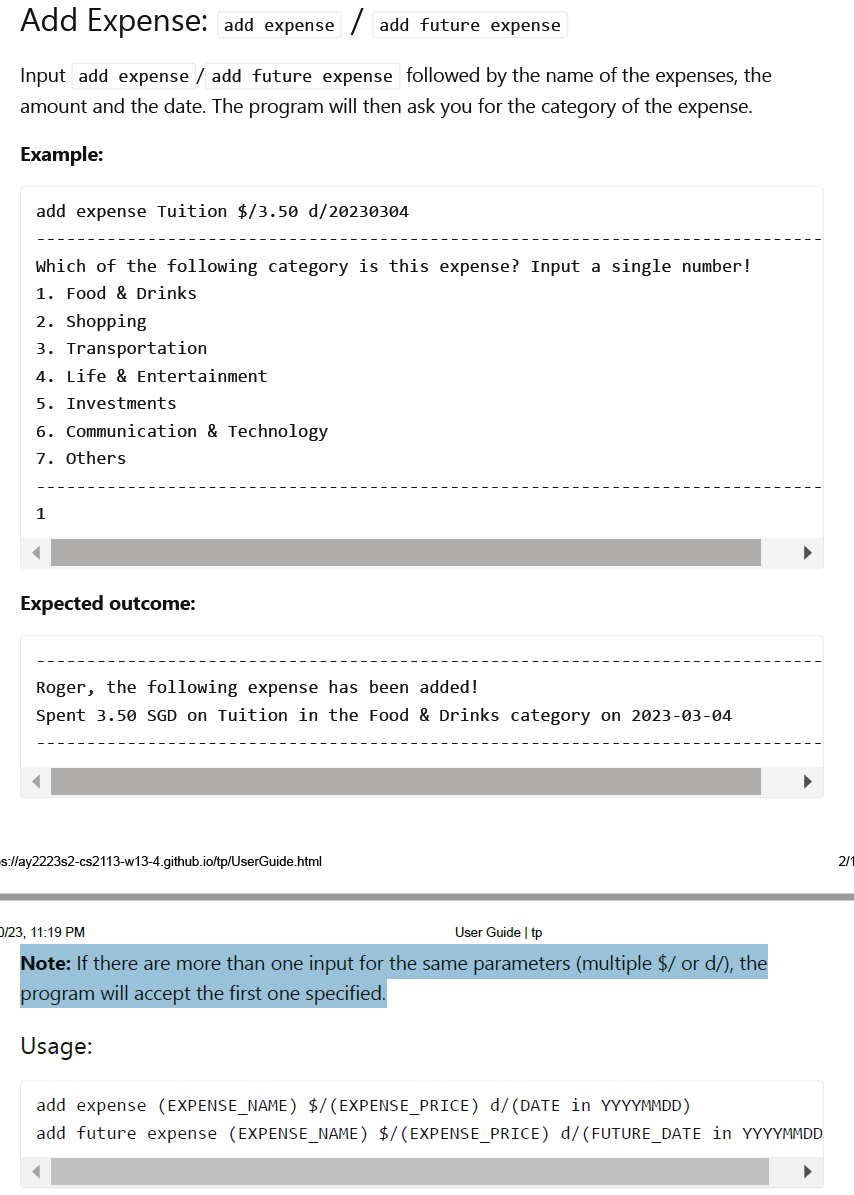 Add Expense: add expense / add future expense
Input add expense / add future expense followed by the name of the expenses, the
amount and the date. The program will then ask you for the category of the expense.
Example:
add expense Tuition $/3.50 d/20230304
--------------------------------------------------------------------------------
Which of the following category is this expense? Input a single number!
1. Food & Drinks
2. Shopping
3. Transportation
4. Life & Entertainment
5. Investments
6. Communication & Technology
7. Others
--------------------------------------------------------------------------------
1
Expected outcome:
--------------------------------------------------------------------------------
Roger, the following expense has been added!
Spent 3.50 SGD on Tuition in the Food & Drinks category on 2023-03-04
--------------------------------------------------------------------------------
s://ay2223s2-cs2113-w13-4.github.io/tp/UserGuide.html 2/1
0/23, 11:19 PM User Guide | tp
Note: If there are more than one input for the same parameters (multiple $/ or d/), the
program will accept the first one specified.
Usage:
add expense (EXPENSE_NAME) $/(EXPENSE_PRICE) d/(DATE in YYYYMMDD)
add future expense (EXPENSE_NAME) $/(EXPENSE_PRICE) d/(FUTURE_DATE in YYYYMMDD